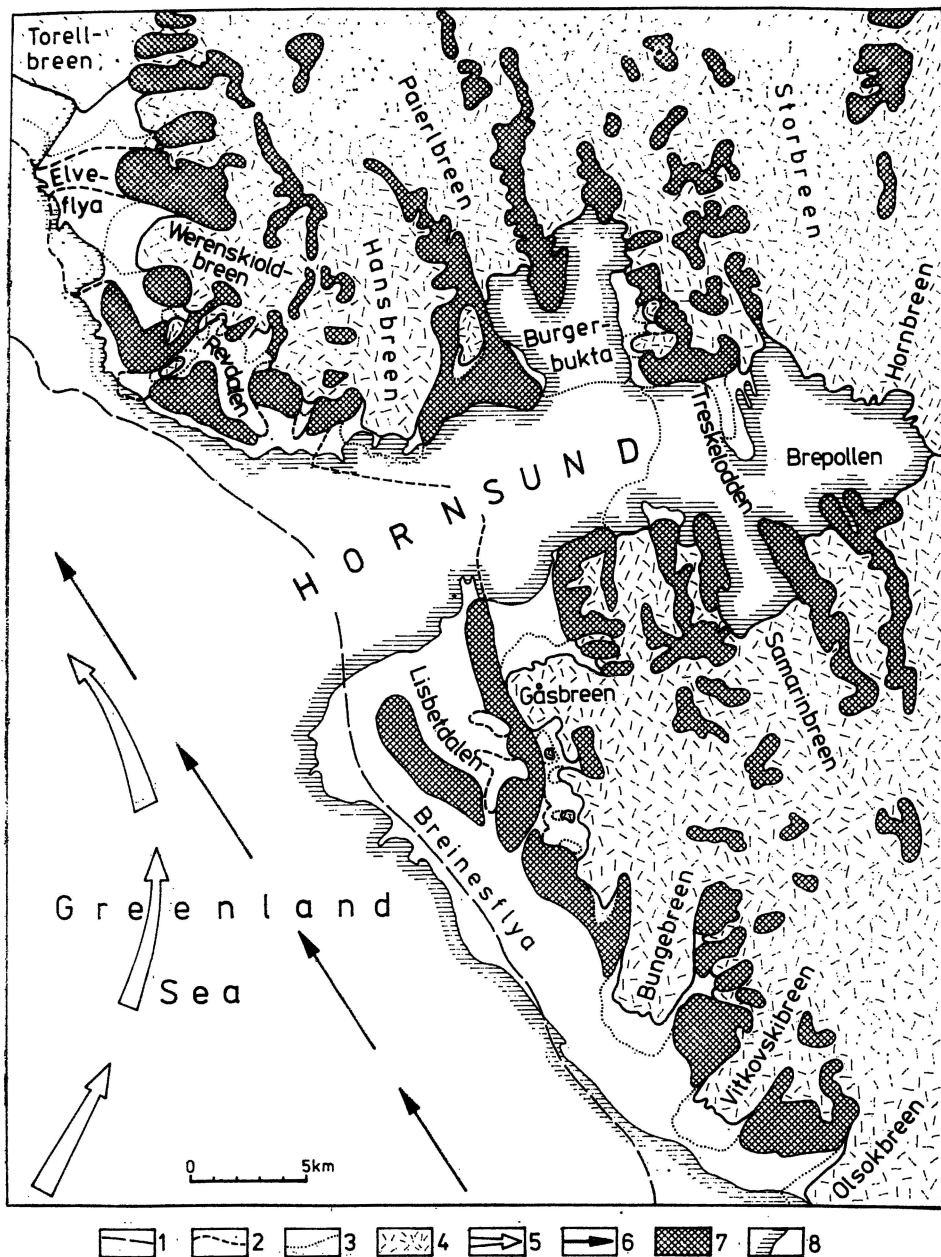 Torell-
breen
Elve-
flya
Werenskiold-
breen
Revdalen
Hansbreen
Paierlbreen
Burger-
bukta
Storbreen
Hornbreen
Treskelodden
Brepollen
HORNSUND
Gåsbreen
Samarinbreen
Lisbetdalen
Breinesflya
Greenland
Sea
Bungebreen
Vitkovskibreen
Olsokbreen
0 5km
1 2 3 4 5 6 7 8